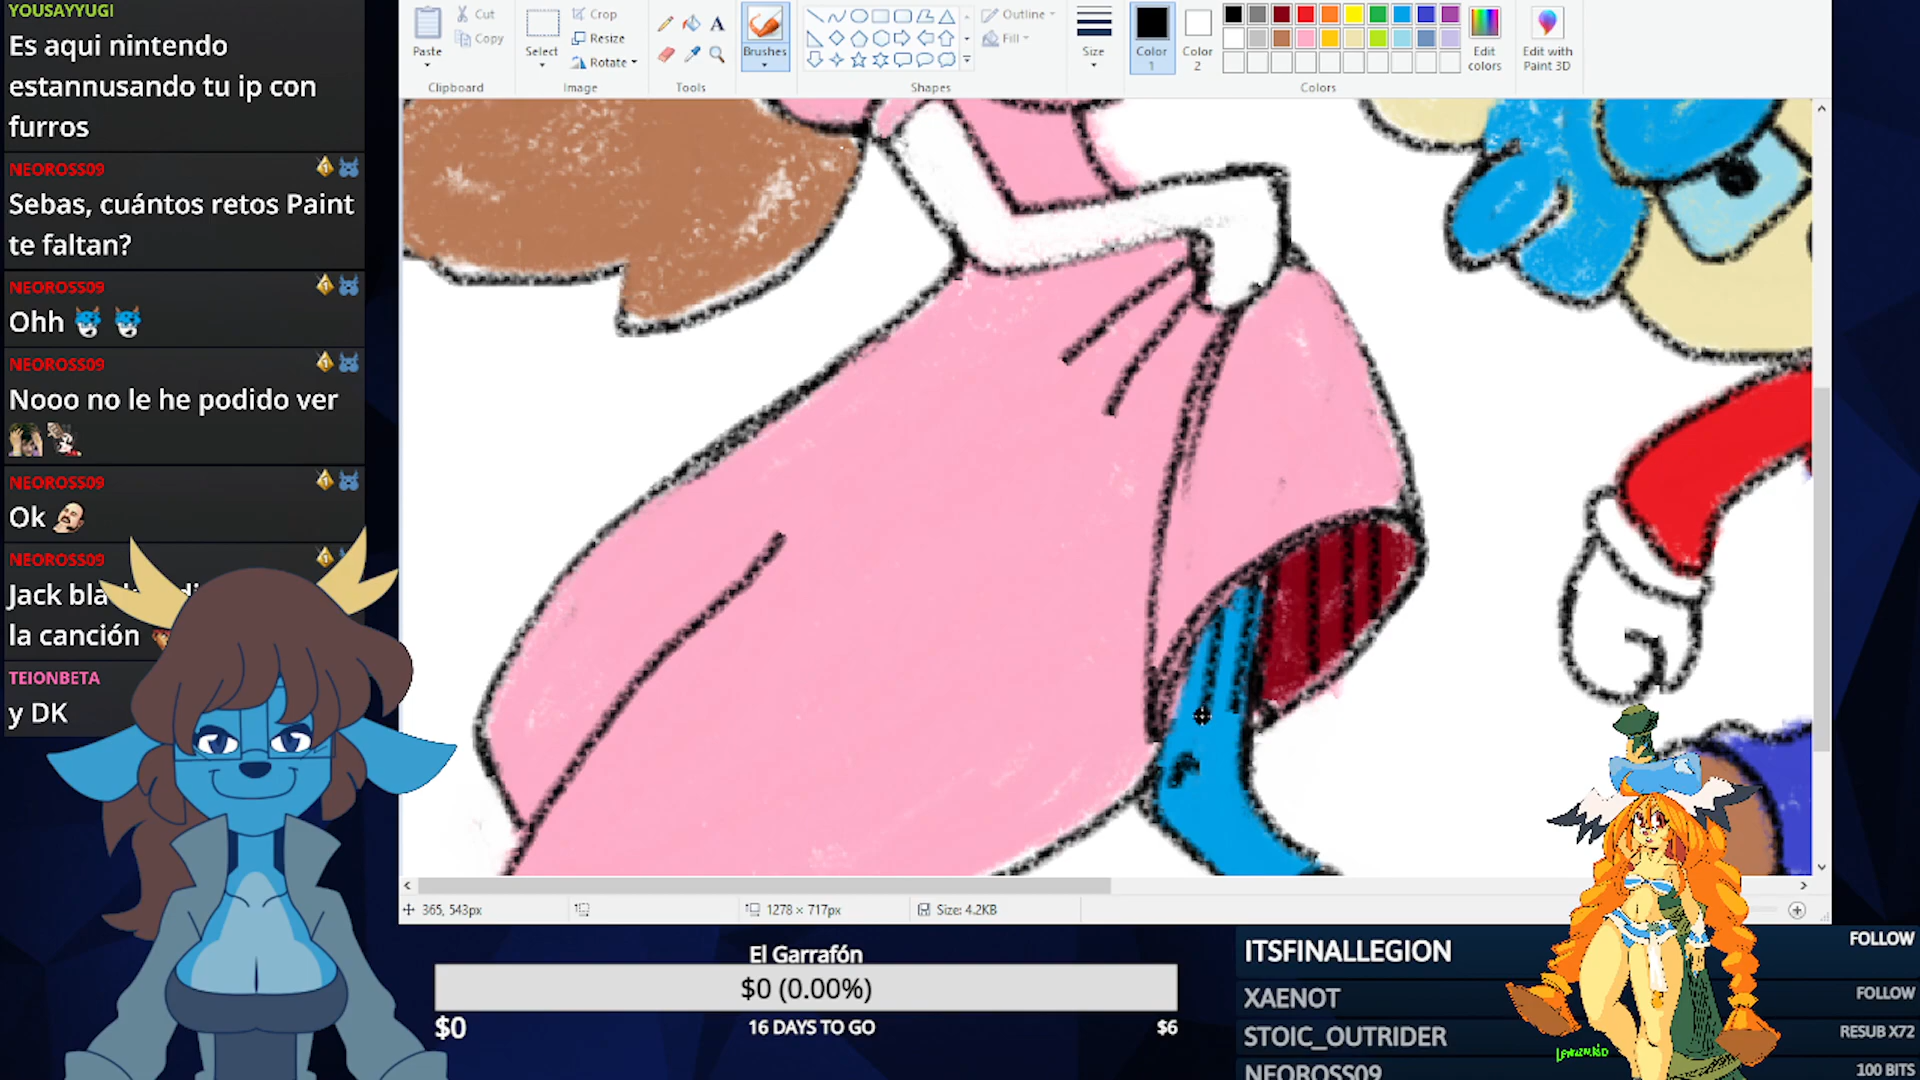 YOUSAYYUGI
Es aqui nintendo
estannusando tu ip con
furros
NEOROSS09
Sebas, cuántos retos Paint
te faltan?
NEOROSS09
Ohh
NEOROSS09
Nooo no le he podido ver
NEOROSS09
Ok
NEOROSS09
Jack
la canción
TEIONBETA
y DK
Paste
Cut
Copy
Clipboard
Select
Crop
Resize
Rotate
Image
A
Tools
Brushes
Shapes
Outline
Fill
Size
Color
1
Color
2
Colors
Edit
colors
Edit with
Paint 3D
365, 543px
1278 × 717px
Size: 4.2KB
El Garrafón
$0 (0.00%)
$0
16 DAYS TO GO
$6
ITSFINALLEGION
FOLLOW
XAENOT
FOLLOW
STOIC_OUTRIDER
RESUB X72
NEOROSS09
100 BITS